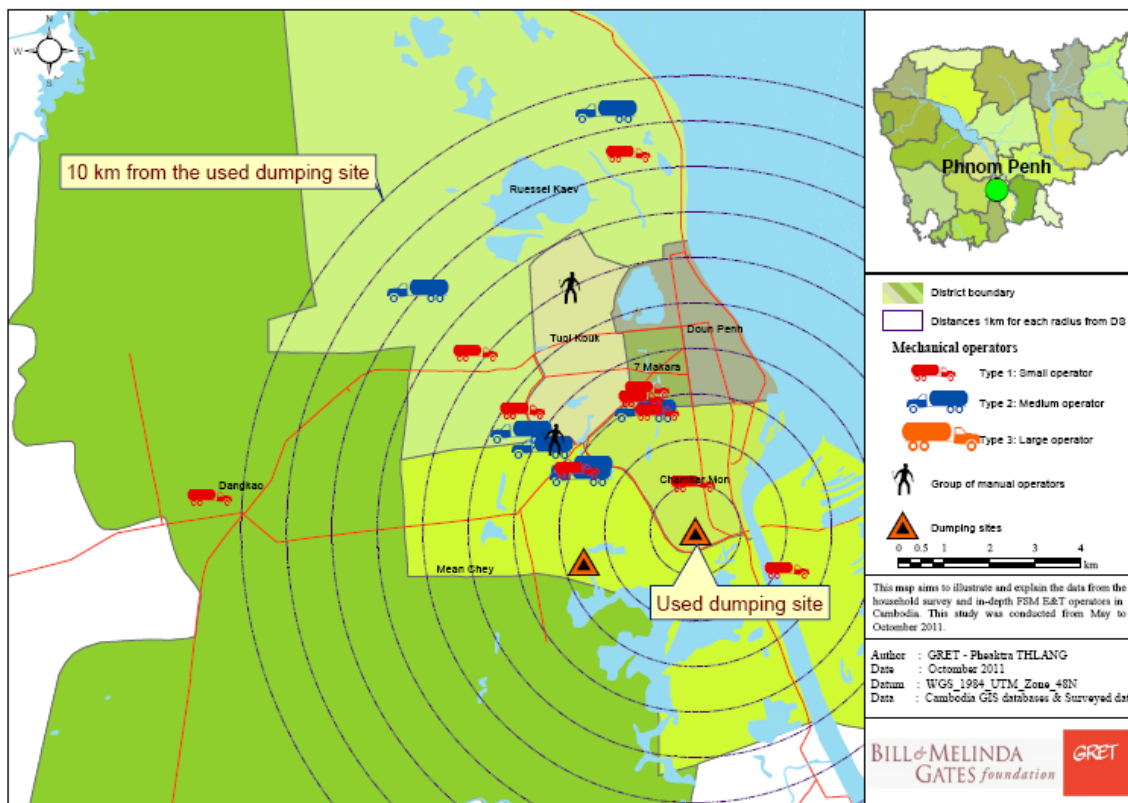 N
W E
S
10 km from the used dumping site
Ruessel Kaev
Tuol Kouk
Doun Penh
7 Makara
Dangkao
Chamkar Mon
Mean Chey
Used dumping site
Phnom Penh
District boundary
Distances 1km for each radius from DS
Mechanical operators
Type 1: Small operator
Type 2: Medium operator
Type 3: Large operator
Group of manual operators
Dumping sites
0 0.5 1 2 3 4
km
This map aims to illustrate and explain the data from the
household survey and in-depth FSM E&T operators in
Cambodia. This study was conducted from May to
Octomber 2011.
Author : GRET - Pheaktra THLANG
Date : Octomber 2011
Datum : WGS_1984_UTM_Zone_48N
Data : Cambodia GIS databases & Surveyed dat
BILL & MELINDA
GATES foundation
GRET